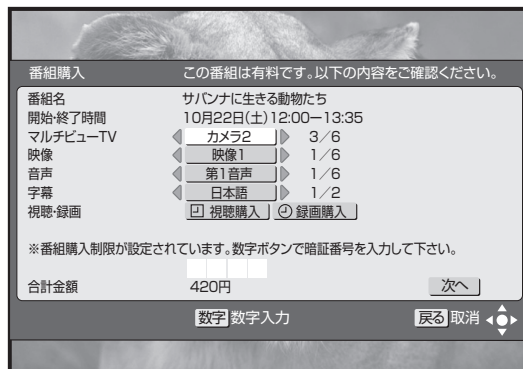 番組購入 この番組は有料です。以下の内容をご確認ください。
番組名 サバンナに生きる動物たち
開始・終了時間 10月22日(土)12:00ー13:35
マルチビューTV カメラ2 3/6
映像 映像1 1/6
音声 第1音声 1/6
字幕 日本語 1/2
視聴・録画 視聴購入 録画購入
※番組購入制限が設定されています。数字ボタンで暗証番号を入力して下さい。
合計金額 420円 次へ
数字 数字入力 戻る 取消